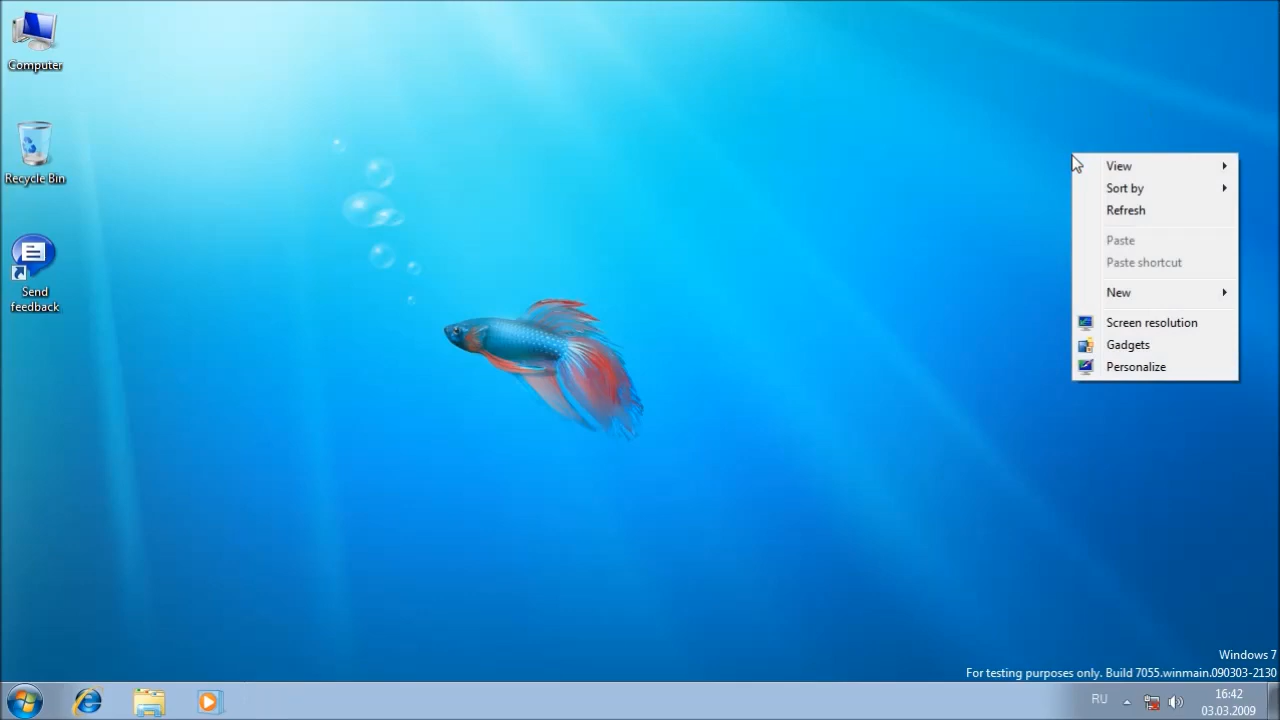 Computer
Recycle Bin
Send
feedback
View
Sort by
Refresh
Paste
Paste shortcut
New
Screen resolution
Gadgets
Personalize
Windows 7
For testing purposes only. Build 7055.winmain.090303-2130
RU
16:42
03.03.2009